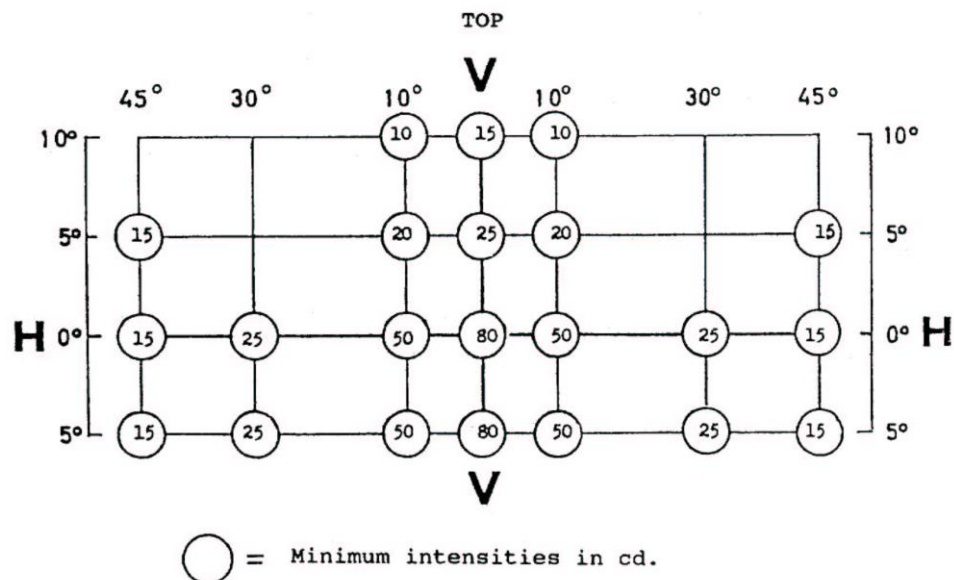 TOP
V
45° 30° 10° 10° 30° 45°
10° 10 15 10 10°
5° 15 20 25 20 15 5°
H 0° 15 25 50 80 50 25 15 0° H
5° 15 25 50 80 50 25 15 5°
V
= Minimum intensities in cd.